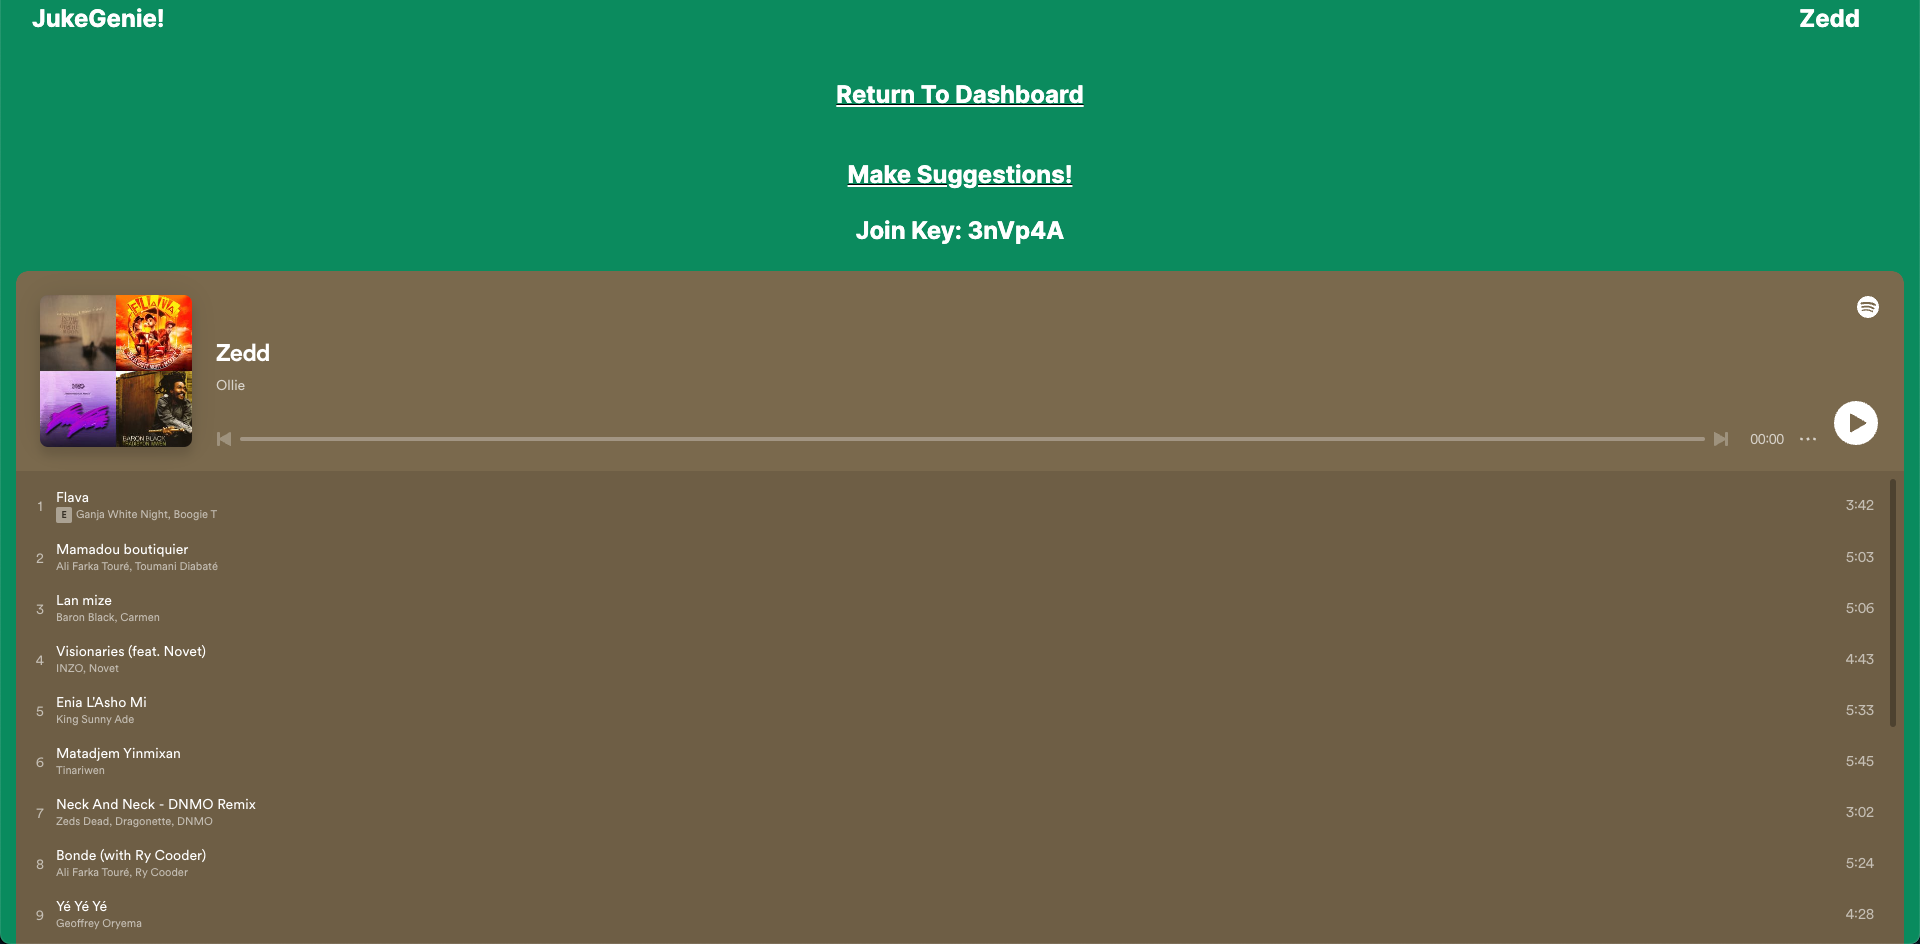 JukeGenie!
Zedd
Return To Dashboard
Make Suggestions!
Join Key: 3nVp4A
FLAVA
BARON BLACK
Zedd
Ollie
00:00
1
Flava
3:42
E Ganja White Night, Boogie T
2
Mamadou boutiquier
5:03
Ali Farka Touré, Toumani Diabaté
3
Lan mize
5:06
Baron Black, Carmen
4
Visionaries (feat. Novet)
4:43
INZO, Novet
5
Enia L'Asho Mi
5:33
King Sunny Ade
6
Matadjem Yinmixan
5:45
Tinariwen
7
Neck And Neck - DNMO Remix
3:02
Zeds Dead, Dragonette, DNMO
8
Bonde (with Ry Cooder)
5:24
Ali Farka Touré, Ry Cooder
9
Yé Yé Yé
4:28
Geoffrey Oryema